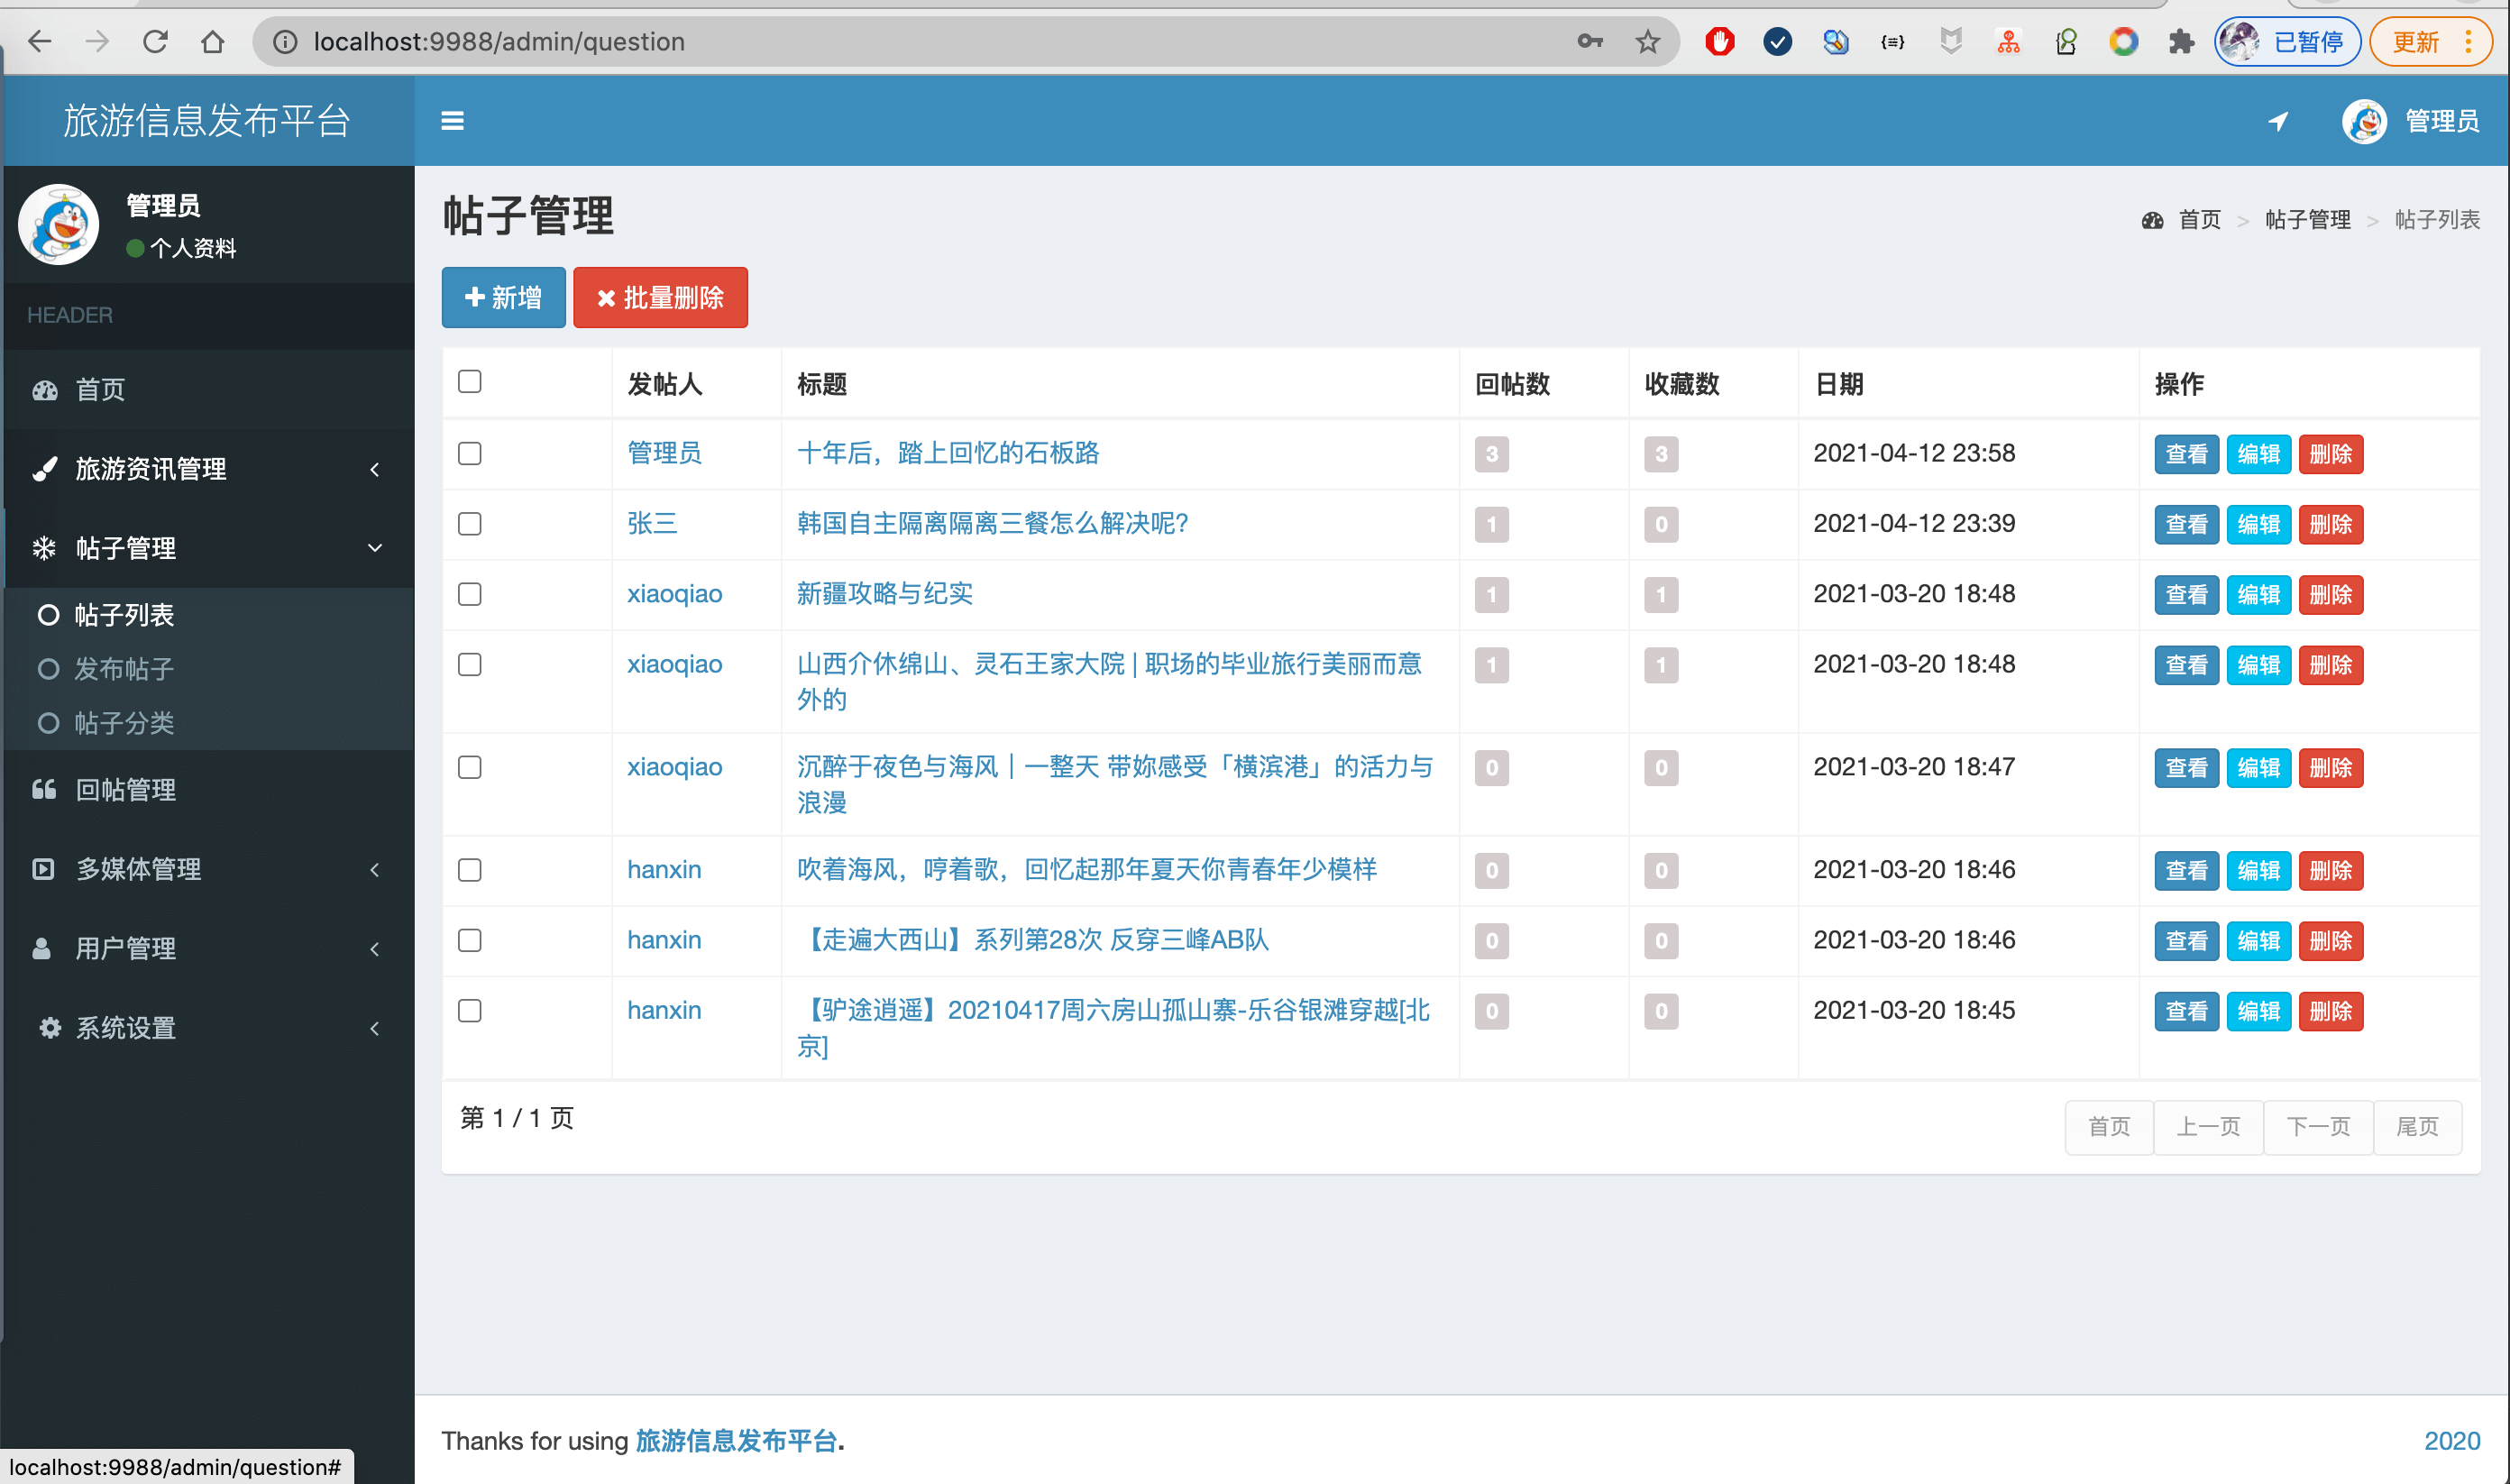 localhost:9988/admin/question
已暂停
更新
旅游信息发布平台
管理员
管理员
个人资料
HEADER
首页
旅游资讯管理
帖子管理
帖子列表
发布帖子
帖子分类
回帖管理
多媒体管理
用户管理
系统设置
帖子管理
首页 > 帖子管理 > 帖子列表
新增 批量删除
发帖人 标题 回帖数 收藏数 日期 操作
管理员 十年后，踏上回忆的石板路 3 3 2021-04-12 23:58 查看 编辑 删除
张三 韩国自主隔离隔离三餐怎么解决呢？ 1 0 2021-04-12 23:39 查看 编辑 删除
xiaoqiao 新疆攻略与纪实 1 1 2021-03-20 18:48 查看 编辑 删除
xiaoqiao 山西介休绵山、灵石王家大院 | 职场的毕业旅行美丽而意 1 1 2021-03-20 18:48 查看 编辑 删除
外的
xiaoqiao 沉醉于夜色与海风｜一整天 带妳感受「横滨港」的活力与 0 0 2021-03-20 18:47 查看 编辑 删除
浪漫
hanxin 吹着海风，哼着歌，回忆起那年夏天你青春年少模样 0 0 2021-03-20 18:46 查看 编辑 删除
hanxin 【走遍大西山】系列第28次 反穿三峰AB队 0 0 2021-03-20 18:46 查看 编辑 删除
hanxin 【驴途逍遥】20210417周六房山孤山寨-乐谷银滩穿越[北 0 0 2021-03-20 18:45 查看 编辑 删除
京]
第 1 / 1 页
首页 上一页 下一页 尾页
Thanks for using 旅游信息发布平台.
2020
localhost:9988/admin/question#